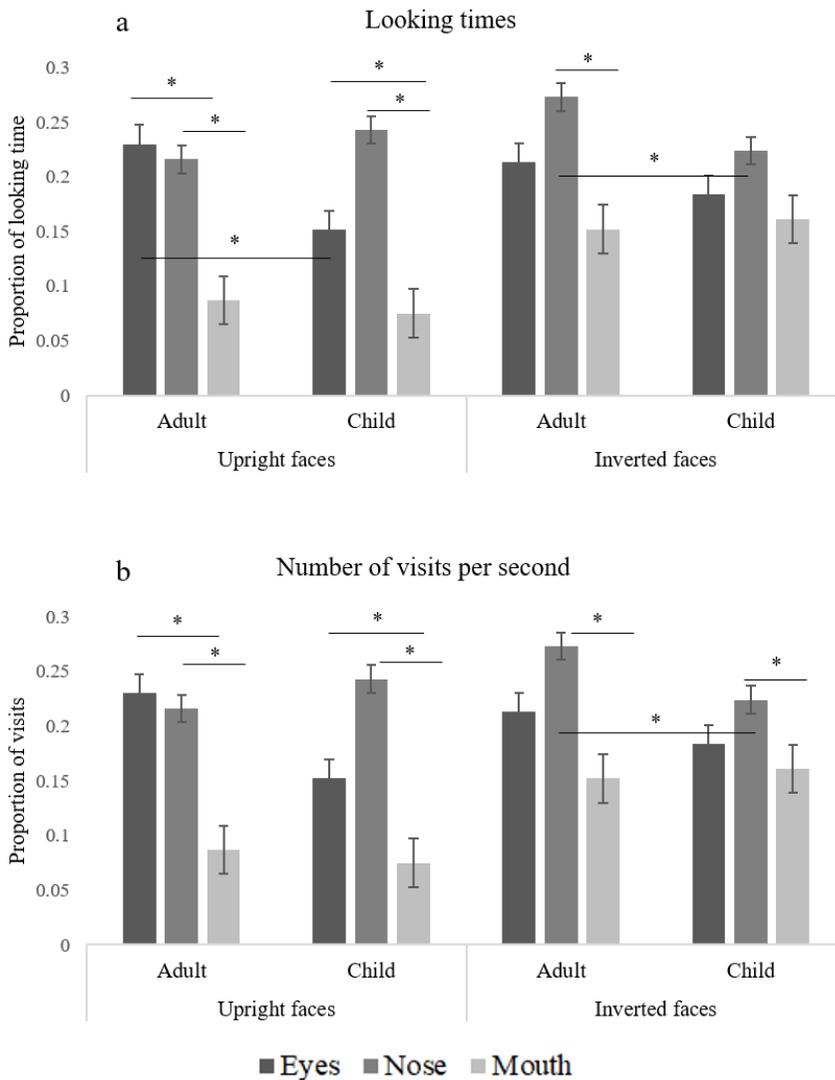 a
Looking times
Proportion of looking time
0.3
0.25
0.2
0.15
0.1
0.05
0
* * * * * * *
Adult Child Adult Child
Upright faces Inverted faces
b
Number of visits per second
Proportion of visits
0.3
0.25
0.2
0.15
0.1
0.05
0
* * * * * * *
Adult Child Adult Child
Upright faces Inverted faces
Eyes Nose Mouth